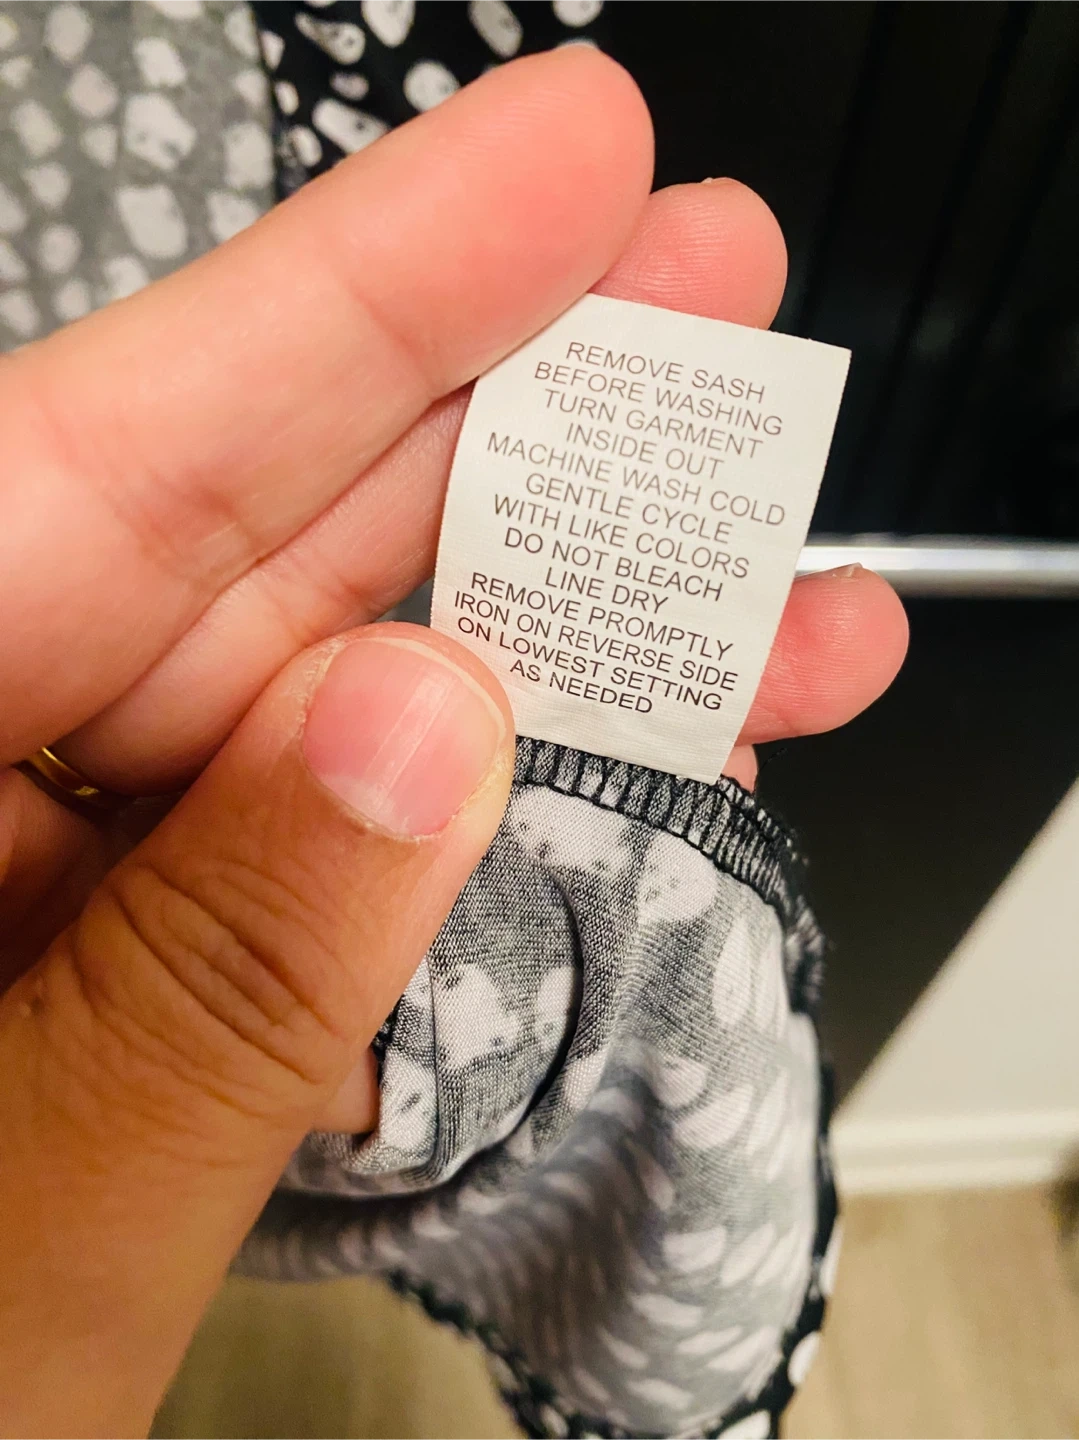 REMOVE SASH
BEFORE WASHING
TURN GARMENT
INSIDE OUT
MACHINE WASH COLD
GENTLE CYCLE
WITH LIKE COLORS
DO NOT BLEACH
LINE DRY
REMOVE PROMPTLY
IRON ON REVERSE SIDE
ON LOWEST SETTING
AS NEEDED